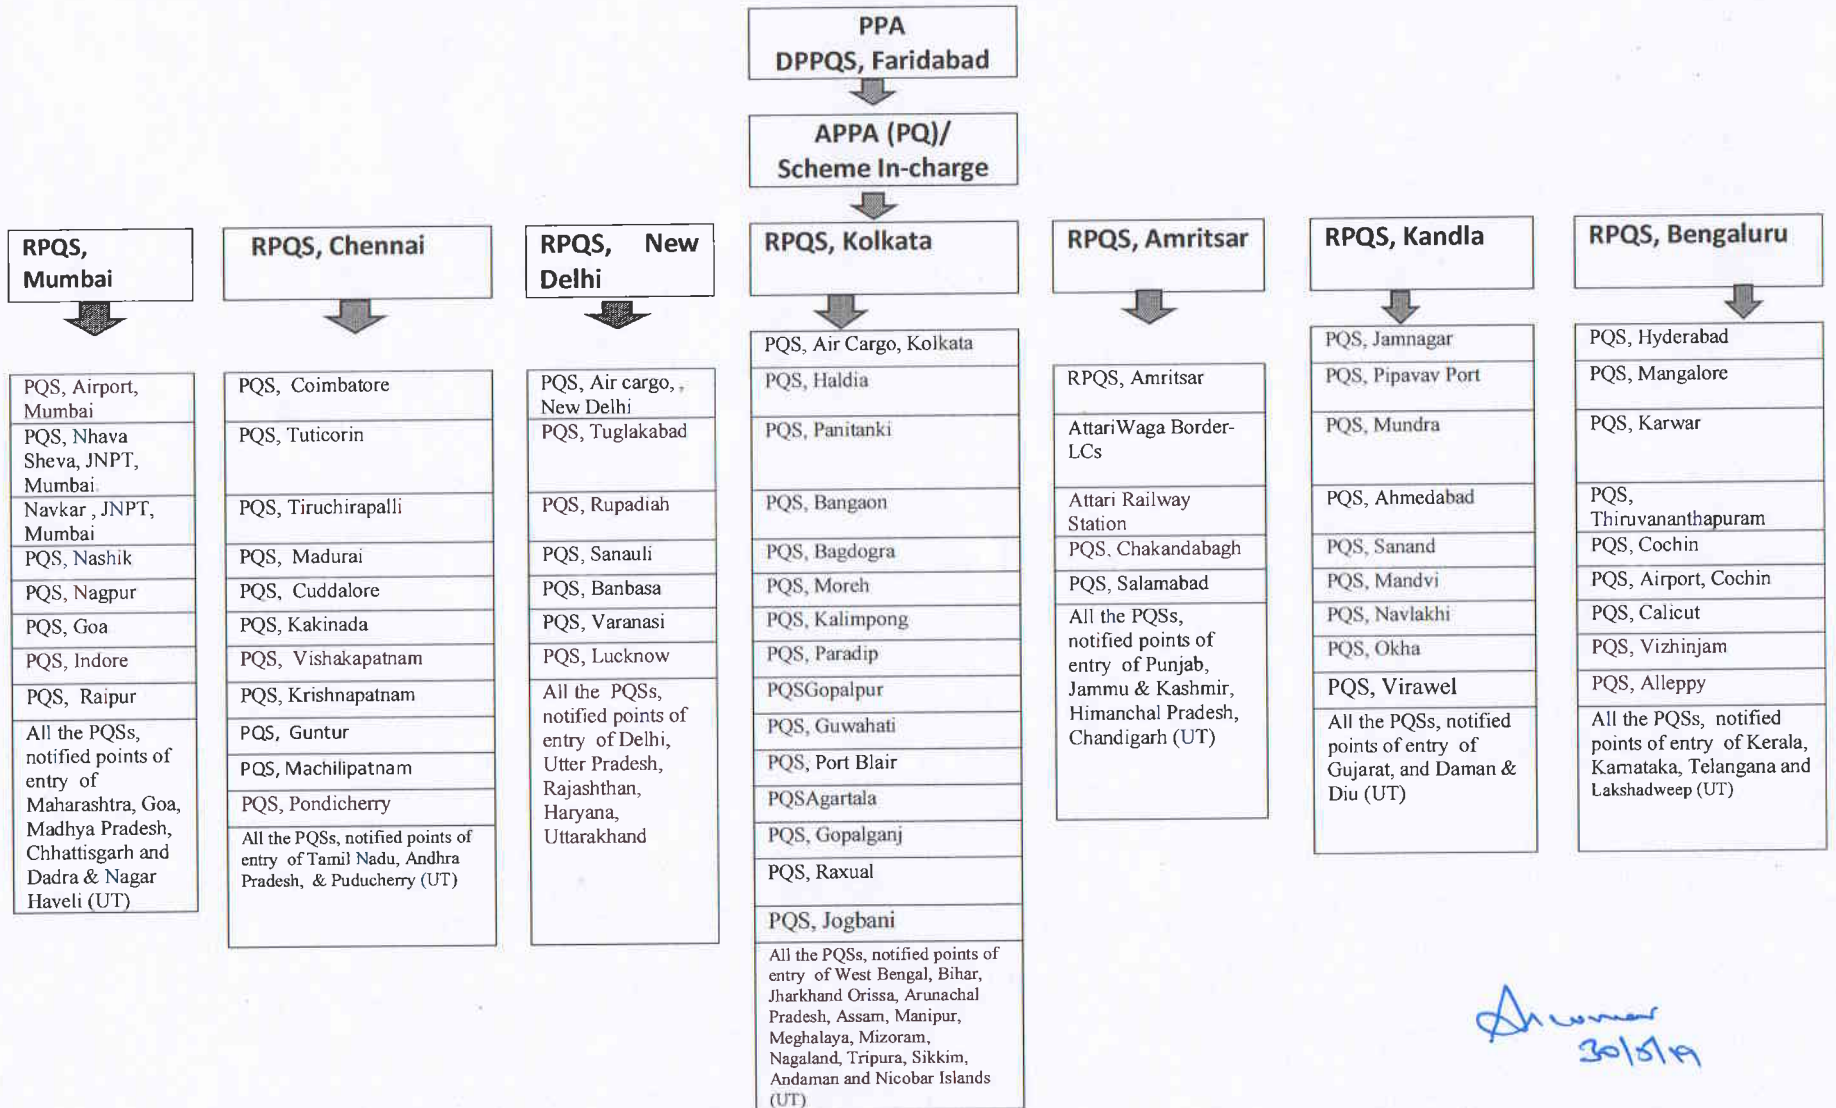 PPA
DPPQS, Faridabad
APPA (PQ)/
Scheme In-charge
RPQS,
Mumbai
PQS, Airport,
Mumbai
PQS, Nhava
Sheva, JNPT,
Mumbai.
Navkar , JNPT,
Mumbai
PQS, Nashik
PQS, Nagpur
PQS, Goa
PQS, Indore
PQS, Raipur
All the PQSs,
notified points of
entry of
Maharashtra, Goa,
Madhya Pradesh,
Chhattisgarh and
Dadra & Nagar
Haveli (UT)
RPQS, Chennai
PQS, Coimbatore
PQS, Tuticorin
PQS, Tiruchirapalli
PQS, Madurai
PQS, Cuddalore
PQS, Kakinada
PQS, Vishakapatnam
PQS, Krishnapatnam
PQS, Guntur
PQS, Machilipatnam
PQS, Pondicherry
All the PQSs, notified points of
entry of Tamil Nadu, Andhra
Pradesh, & Puducherry (UT)
RPQS, New
Delhi
PQS, Air cargo, ,
New Delhi
PQS, Tuglakabad
PQS, Rupadiah
PQS, Sanauli
PQS, Banbasa
PQS, Varanasi
PQS, Lucknow
All the PQSs,
notified points of
entry of Delhi,
Utter Pradesh,
Rajashthan,
Haryana,
Uttarakhand
RPQS, Kolkata
PQS, Air Cargo, Kolkata
PQS, Haldia
PQS, Panitanki
PQS, Bangaon
PQS, Bagdogra
PQS, Moreh
PQS, Kalimpong
PQS, Paradip
PQSGopalpur
PQS, Guwahati
PQS, Port Blair
PQSAgartala
PQS, Gopalganj
PQS, Raxual
PQS, Jogbani
All the PQSs, notified points of
entry of West Bengal, Bihar,
Jharkhand Orissa, Arunachal
Pradesh, Assam, Manipur,
Meghalaya, Mizoram,
Nagaland, Tripura, Sikkim,
Andaman and Nicobar Islands
(UT)
RPQS, Amritsar
RPQS, Amritsar
AttariWaga Border-
LCs
Attari Railway
Station
PQS, Chakandabagh
PQS, Salamabad
All the PQSs,
notified points of
entry of Punjab,
Jammu & Kashmir,
Himanchal Pradesh,
Chandigarh (UT)
RPQS, Kandla
PQS, Jamnagar
PQS, Pipavav Port
PQS, Mundra
PQS, Ahmedabad
PQS, Sanand
PQS, Mandvi
PQS, Navlakhi
PQS, Okha
PQS, Virawel
All the PQSs, notified
points of entry of
Gujarat, and Daman &
Diu (UT)
RPQS, Bengaluru
PQS, Hyderabad
PQS, Mangalore
PQS, Karwar
PQS,
Thiruvananthapuram
PQS, Cochin
PQS, Airport, Cochin
PQS, Calicut
PQS, Vizhinjam
PQS, Alleppy
All the PQSs, notified
points of entry of Kerala,
Karnataka, Telangana and
Lakshadweep (UT)
30/5/19